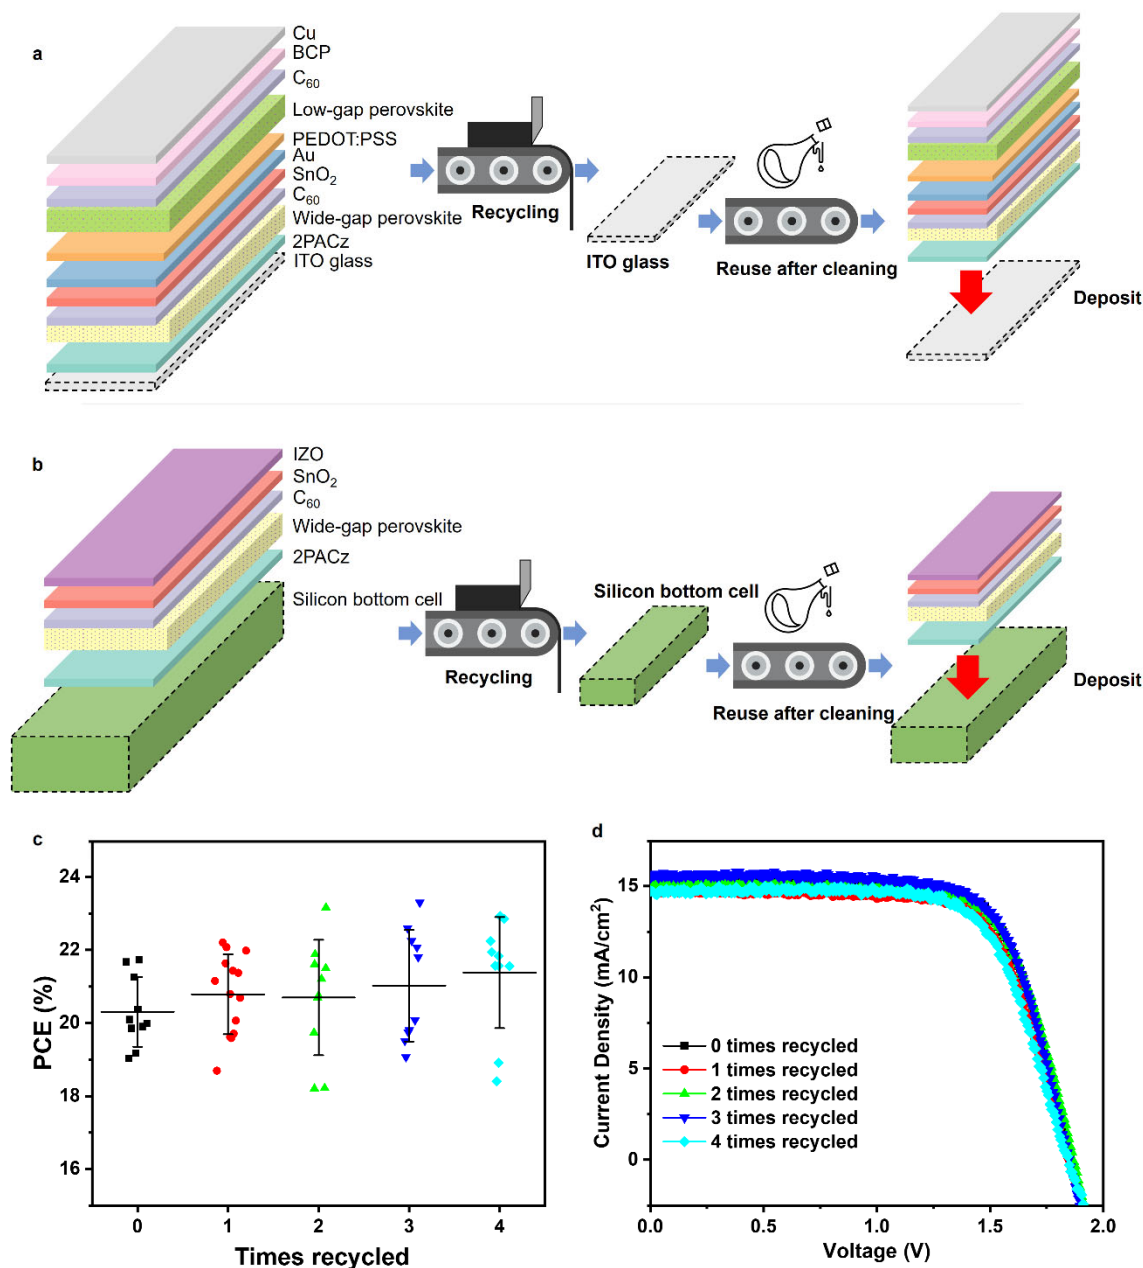 a
Cu
BCP
C60
Low-gap perovskite
PEDOT:PSS
Au
SnO2
C60
Wide-gap perovskite
2PACz
ITO glass
Recycling
ITO glass
Reuse after cleaning
Deposit
b
IZO
SnO2
C60
Wide-gap perovskite
2PACz
Silicon bottom cell
Recycling
Silicon bottom cell
Reuse after cleaning
Deposit
c
PCE (%)
24
22
20
18
16
0 1 2 3 4
Times recycled
d
Current Density (mA/cm2)
15
10
5
0
0 times recycled
1 times recycled
2 times recycled
3 times recycled
4 times recycled
0.0 0.5 1.0 1.5 2.0
Voltage (V)